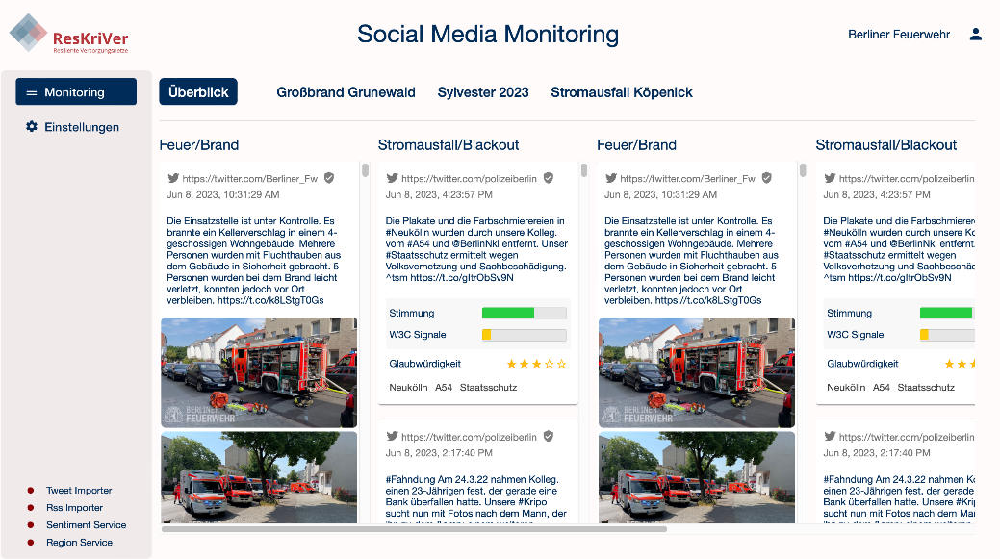 ResKriVer
Resiliente Versorgungsnetze
Social Media Monitoring
Berliner Feuerwehr
Monitoring
Einstellungen
Überblick
Großbrand Grunewald
Sylvester 2023
Stromausfall Köpenick
Feuer/Brand
https://twitter.com/Berliner_Fw
Jun 8, 2023, 10:31:29 AM
Die Einsatzstelle ist unter Kontrolle. Es
brannte ein Kellerverschlag in einem 4-
geschossigen Wohngebäude. Mehrere
Personen wurden mit Fluchthauben aus
dem Gebäude in Sicherheit gebracht. 5
Personen wurden bei dem Brand leicht
verletzt, konnten jedoch vor Ort
verbleiben. https://t.co/k8LStgT0Gs
BERLINER
FEUERWEHR
Stromausfall/Blackout
https://twitter.com/polizeiberlin
Jun 8, 2023, 4:23:57 PM
Die Plakate und die Farbschmierereien in
#Neukölln wurden durch unsere Kolleg.
vom #A54 und @BerlinNkl entfernt. Unser
#Staatsschutz ermittelt wegen
Volksverhetzung und Sachbeschädigung.
^tsm https://t.co/gItrObSv9N
Stimmung
W3C Signale
Glaubwürdigkeit
Neukölln A54 Staatsschutz
https://twitter.com/polizeiberlin
Jun 8, 2023, 2:17:40 PM
#Fahndung Am 24.3.22 nahmen Kolleg.
einen 23-Jährigen fest, der gerade eine
Bank überfallen hatte. Unsere #Kripo
sucht nun mit Fotos nach dem Mann, der
Feuer/Brand
https://twitter.com/Berliner_Fw
Jun 8, 2023, 10:31:29 AM
Die Einsatzstelle ist unter Kontrolle. Es
brannte ein Kellerverschlag in einem 4-
geschossigen Wohngebäude. Mehrere
Personen wurden mit Fluchthauben aus
dem Gebäude in Sicherheit gebracht. 5
Personen wurden bei dem Brand leicht
verletzt, konnten jedoch vor Ort
verbleiben. https://t.co/k8LStgT0Gs
BERLINER
FEUERWEHR
Stromausfall/Blackout
https://twitter.com/polizeiberlin
Jun 8, 2023, 4:23:57 PM
Die Plakate und die Farbschmierere
#Neukölln wurden durch unsere Ko
vom #A54 und @BerlinNkl entfernt.
#Staatsschutz ermittelt wegen
Volksverhetzung und Sachbeschädig
^tsm https://t.co/gItrObSv9N
Stimmung
W3C Signale
Glaubwürdigkeit
Neukölln A54 Staatsschutz
https://twitter.com/polizeiberlin
Jun 8, 2023, 2:17:40 PM
#Fahndung Am 24.3.22 nahmen Ko
einen 23-Jährigen fest, der gerade
Bank überfallen hatte. Unsere #Krip
sucht nun mit Fotos nach dem Man
Tweet Importer
Rss Importer
Sentiment Service
Region Service